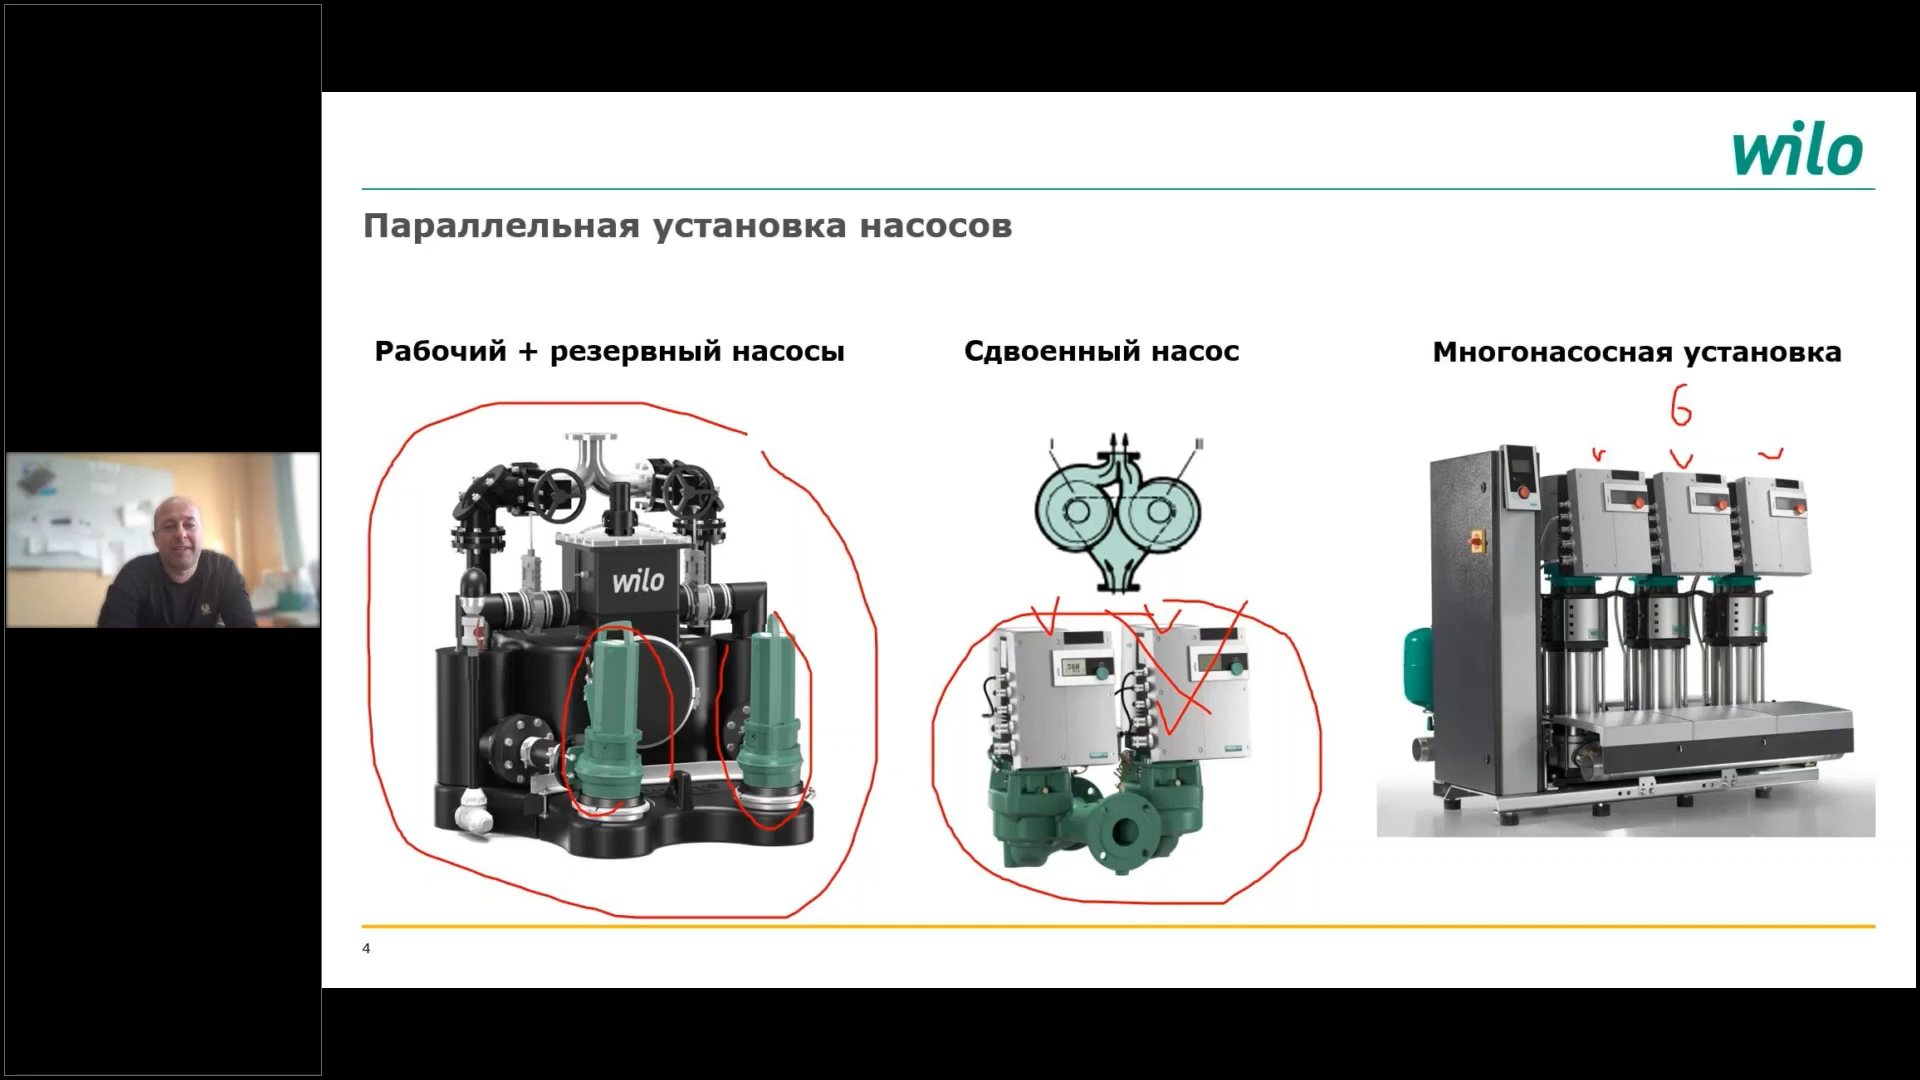 wilo
Параллельная установка насосов
Рабочий + резервный насосы
Сдвоенный насос
Многонасосная установка
6
I II
wilo
4